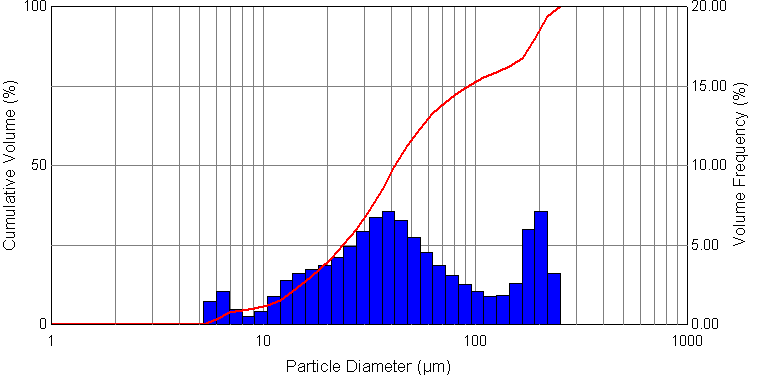 100
50
0
Cumulative Volume (%)
20.00
15.00
10.00
5.00
0.00
Volume Frequency (%)
1 10 100 1000
Particle Diameter (µm)